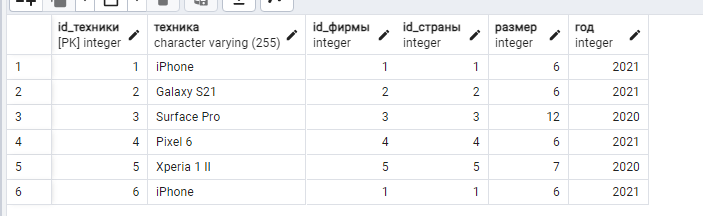 id_техники техника id_фирмы id_страны размер год
[PK] integer character varying (255) integer integer integer integer
1 1 iPhone 1 1 6 2021
2 2 Galaxy S21 2 2 6 2021
3 3 Surface Pro 3 3 12 2020
4 4 Pixel 6 4 4 6 2021
5 5 Xperia 1 II 5 5 7 2020
6 6 iPhone 1 1 6 2021